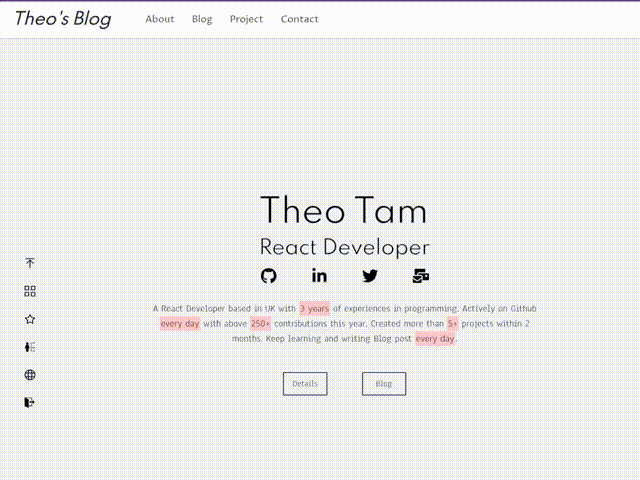 Theo's Blog
About Blog Project Contact
Theo Tam
React Developer
A React Developer based in UK with 3 years of experiences in programming. Actively on Github
every day with above 250+ contributions this year. Created more than 5+ projects within 2
months. Keep learning and writing Blog post every day.
Details Blog